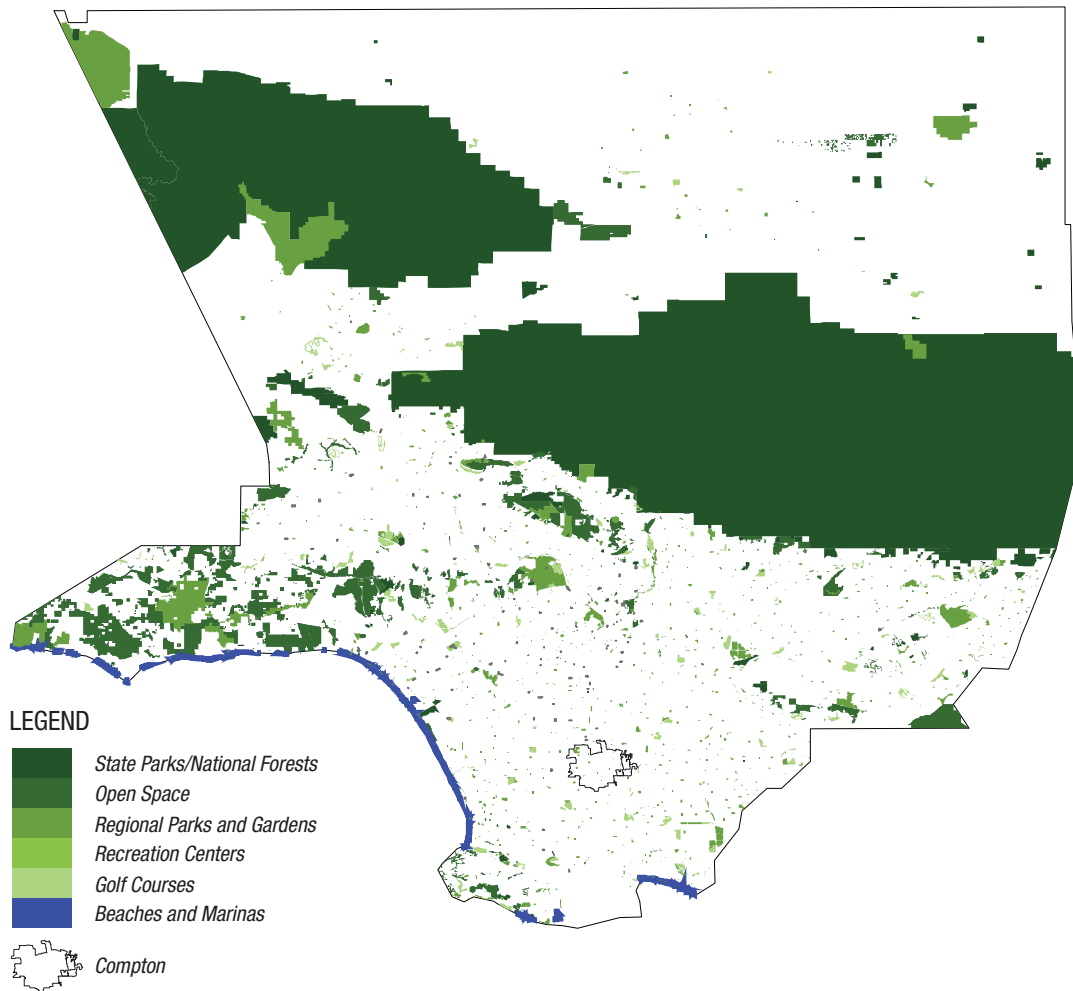 LEGEND
State Parks/National Forests
Open Space
Regional Parks and Gardens
Recreation Centers
Golf Courses
Beaches and Marinas
Compton